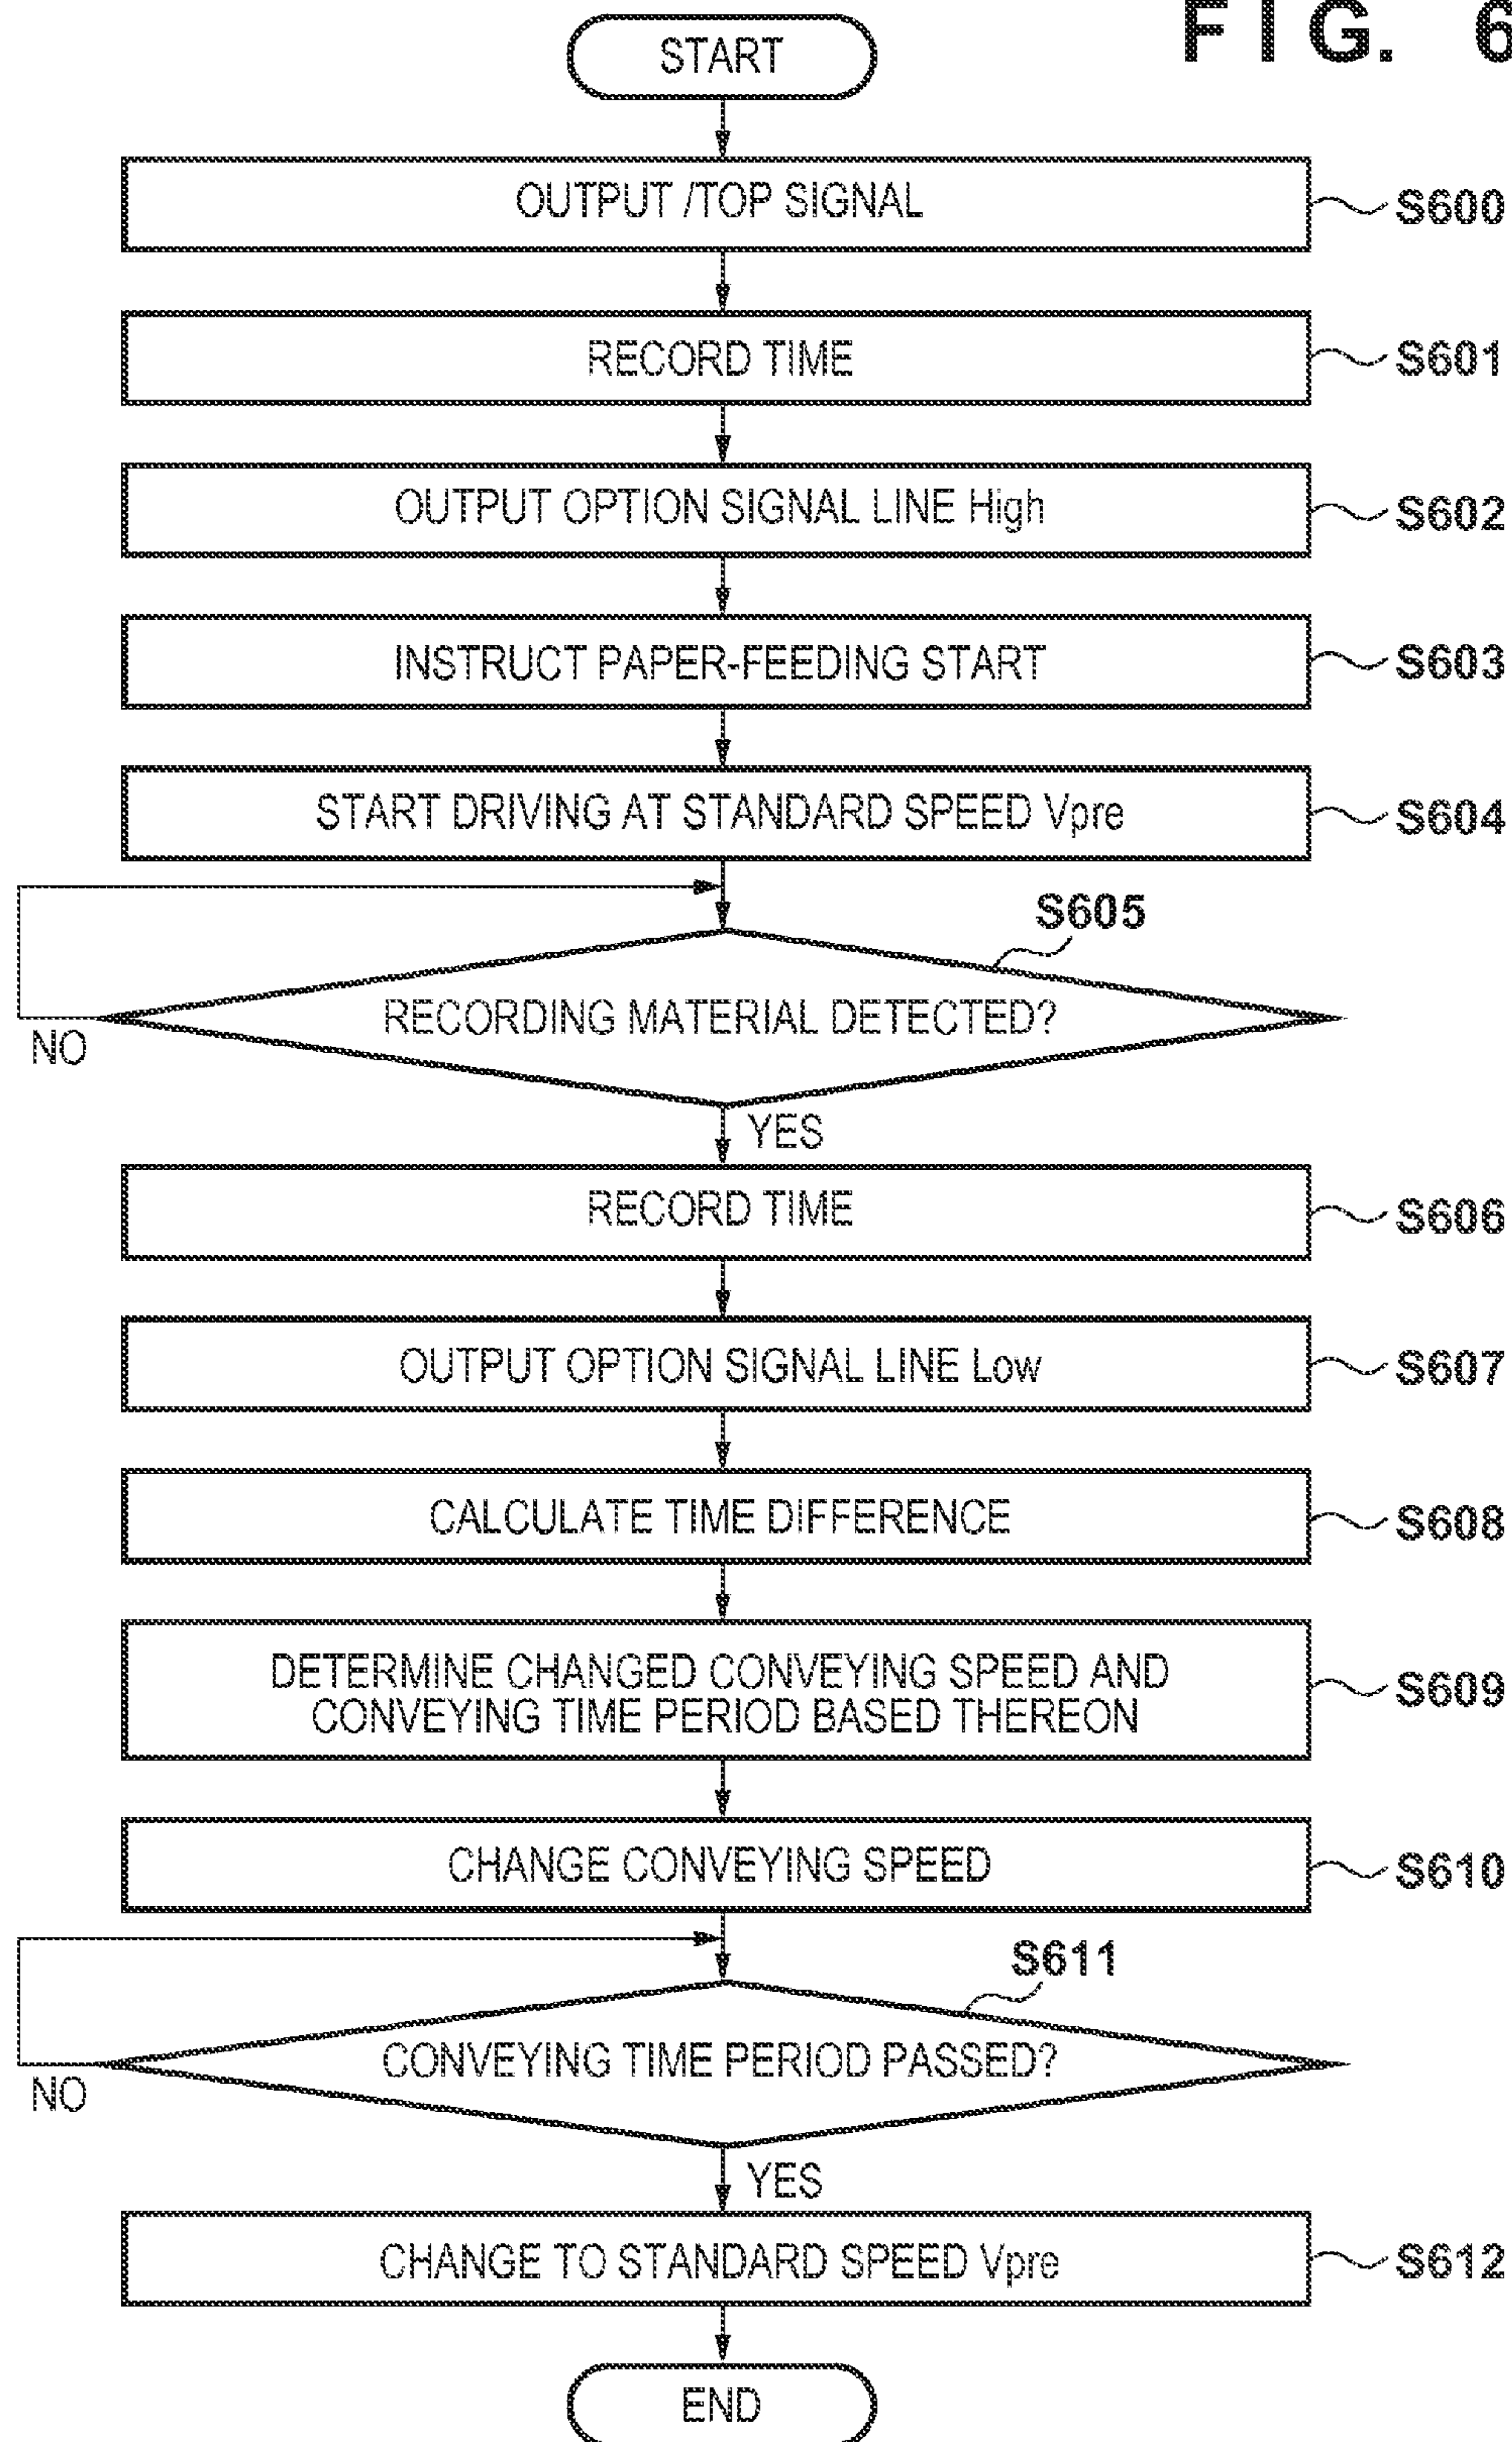 FIG. 6
START
OUTPUT /TOP SIGNAL
S600
RECORD TIME
S601
OUTPUT OPTION SIGNAL LINE High
S602
INSTRUCT PAPER-FEEDING START
S603
START DRIVING AT STANDARD SPEED Vpre
S604
S605
RECORDING MATERIAL DETECTED?
NO
YES
RECORD TIME
S606
OUTPUT OPTION SIGNAL LINE Low
S607
CALCULATE TIME DIFFERENCE
S608
DETERMINE CHANGED CONVEYING SPEED AND
CONVEYING TIME PERIOD BASED THEREON
S609
CHANGE CONVEYING SPEED
S610
S611
CONVEYING TIME PERIOD PASSED?
NO
YES
CHANGE TO STANDARD SPEED Vpre
S612
END